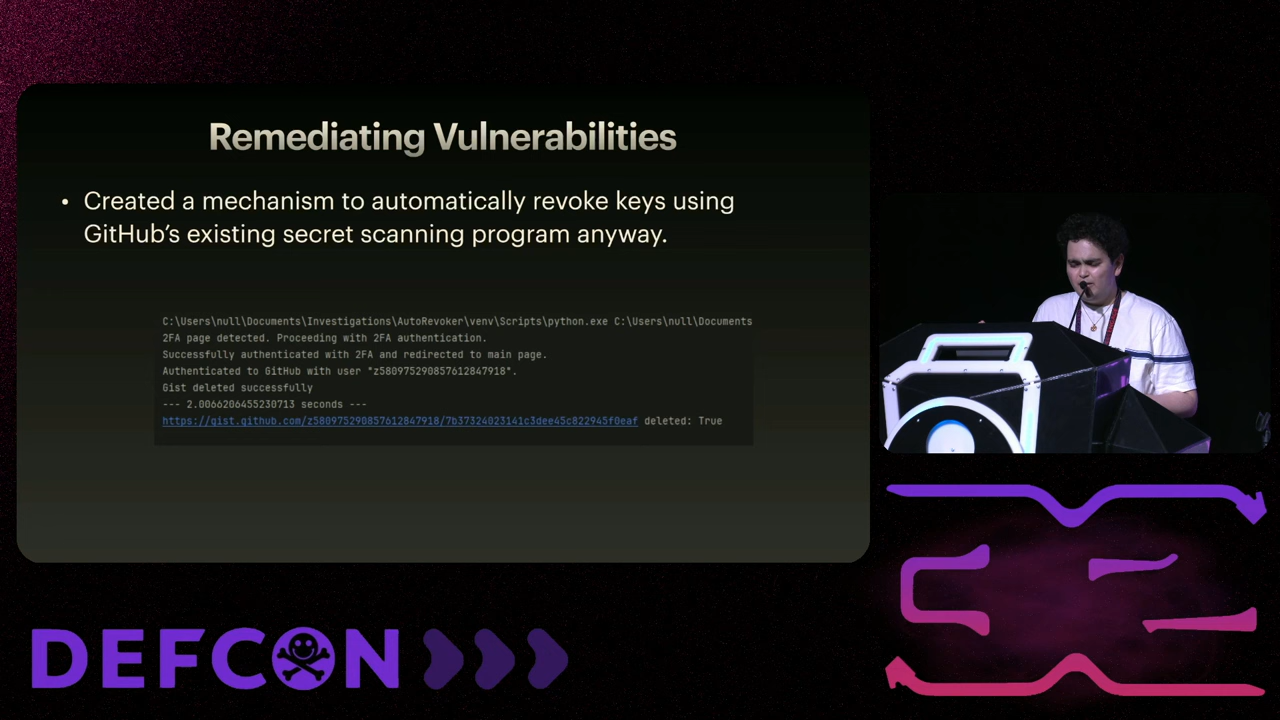 Remediating Vulnerabilities
• Created a mechanism to automatically revoke keys using
GitHub’s existing secret scanning program anyway.
C:\Users\null\Documents\Investigations\AutoRevoker\venv\Scripts\python.exe C:\Users\null\Documents
2FA page detected. Proceeding with 2FA authentication.
Successfully authenticated with 2FA and redirected to main page.
Authenticated to GitHub with user "z580975290857612847918".
Gist deleted successfully
--- 2.0066206455230713 seconds ---
https://gist.github.com/z580975290857612847918/7b37324023141c3dee45c822945f0eaf deleted: True
DEFCON